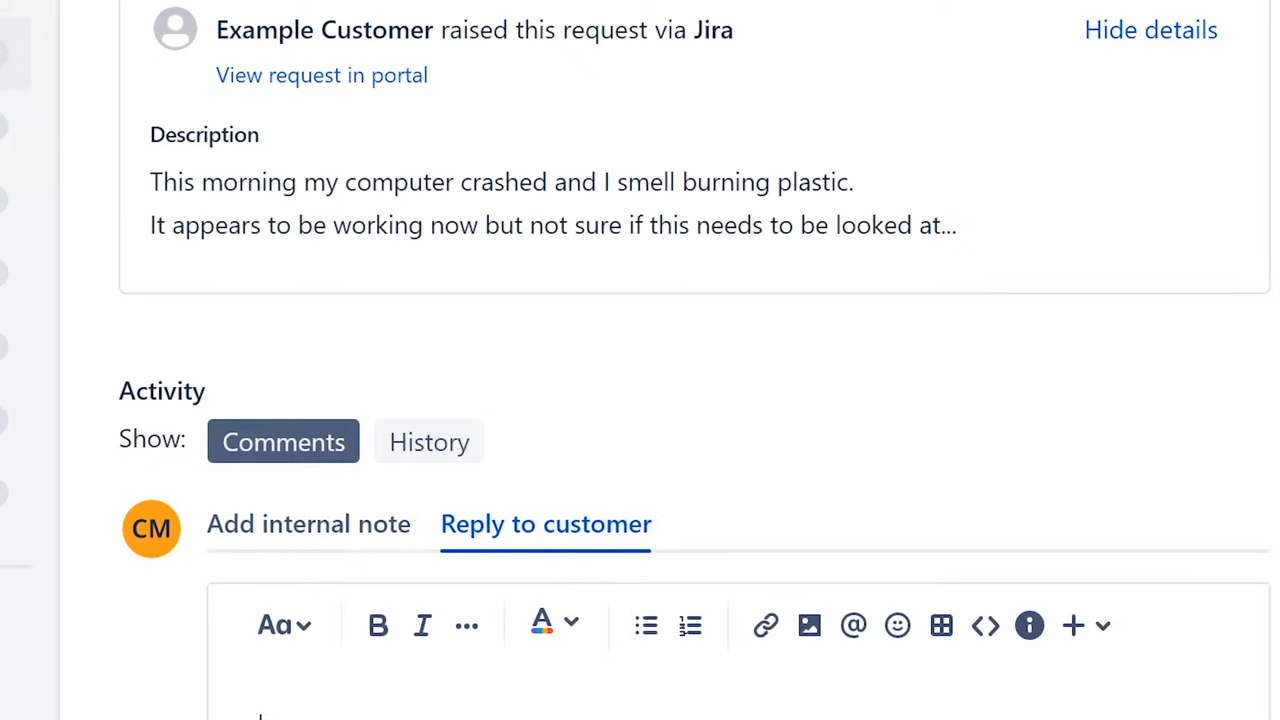 Example Customer raised this request via Jira
Hide details
View request in portal
Description
This morning my computer crashed and I smell burning plastic.
It appears to be working now but not sure if this needs to be looked at...
Activity
Show: Comments History
CM Add internal note Reply to customer
Aa B I ... A